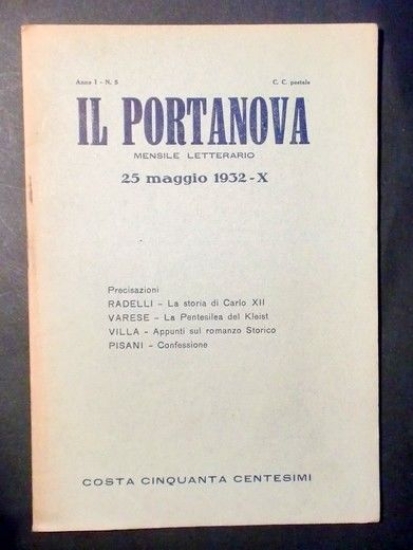 Anno I - N. 5 C. C. postale
IL PORTANOVA
MENSILE LETTERARIO
25 maggio 1932-X
Precisazioni
RADELLI - La storia di Carlo XII
VARESE - La Pentesilea del Kleist
VILLA - Appunti sul romanzo Storico
PISANI - Confessione
COSTA CINQUANTA CENTESIMI